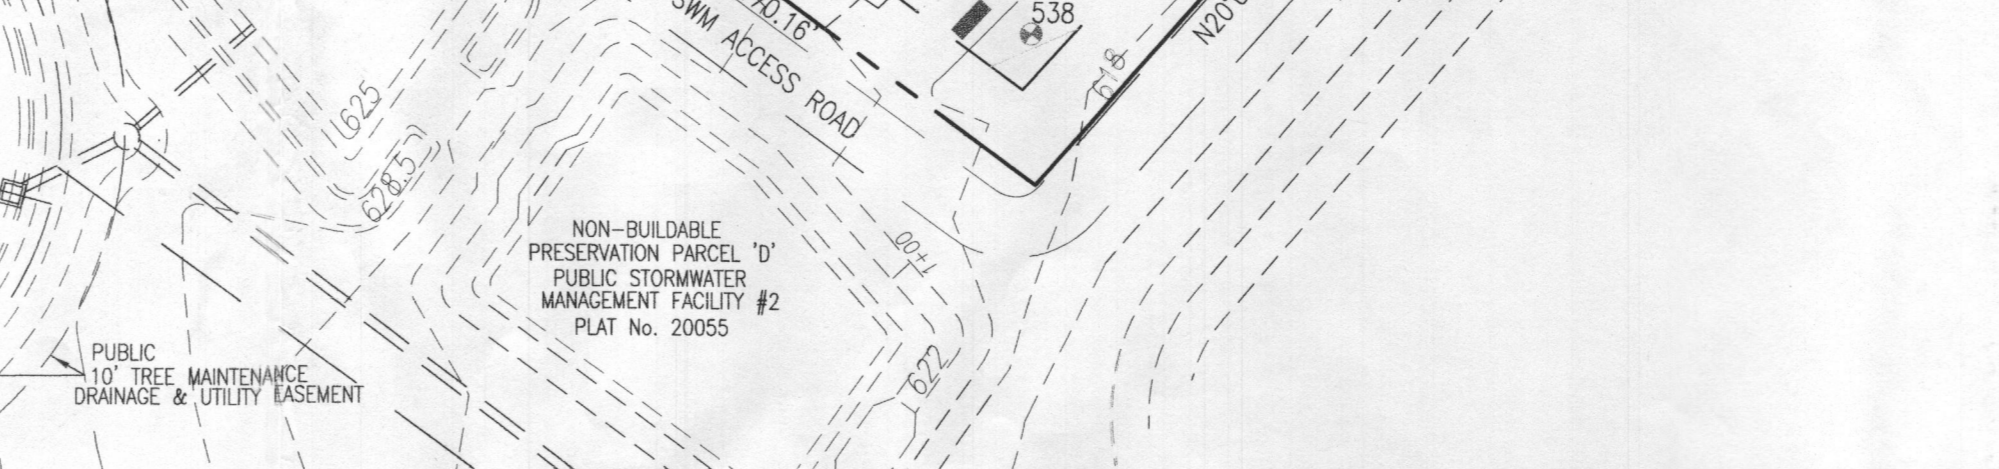 538
70.16'
SWM ACCESS ROAD
618
625
628.5
NON-BUILDABLE
PRESERVATION PARCEL 'D'
PUBLIC STORMWATER
MANAGEMENT FACILITY #2
PLAT No. 20055
1+00
622
PUBLIC
10' TREE MAINTENANCE
DRAINAGE & UTILITY EASEMENT